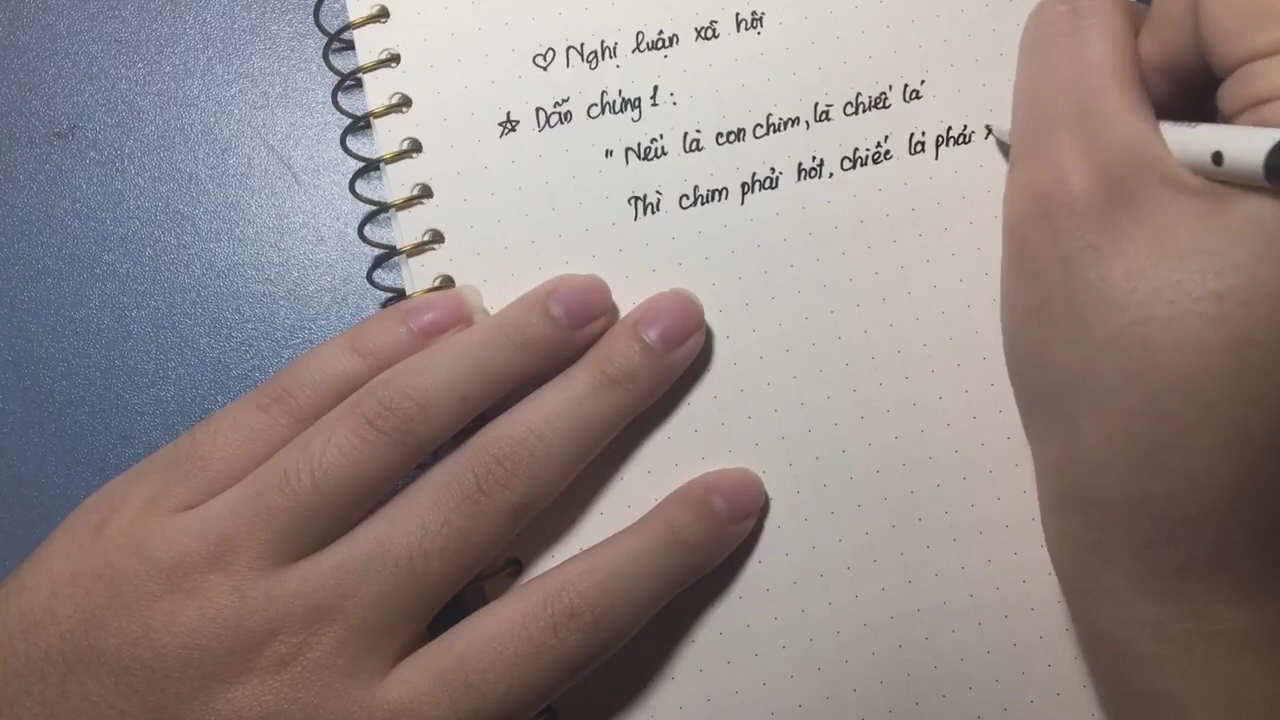 ♡ Nghị luận xã hội
☆ Dẫn chứng 1 :
" Nếu là con chim, là chiếc lá
Thì chim phải hót, chiếc lá phải x